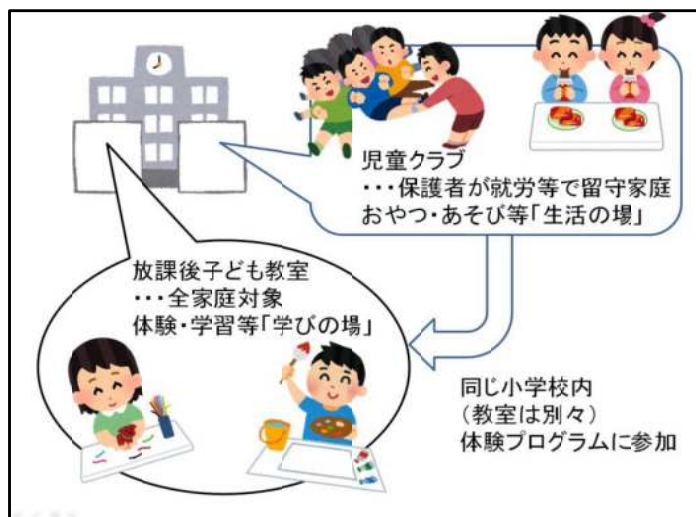 児童クラブ
・・・保護者が就労等で留守家庭
おやつ・あそび等「生活の場」
放課後子ども教室
・・・全家庭対象
体験・学習等「学びの場」
同じ小学校内
（教室は別々）
体験プログラムに参加